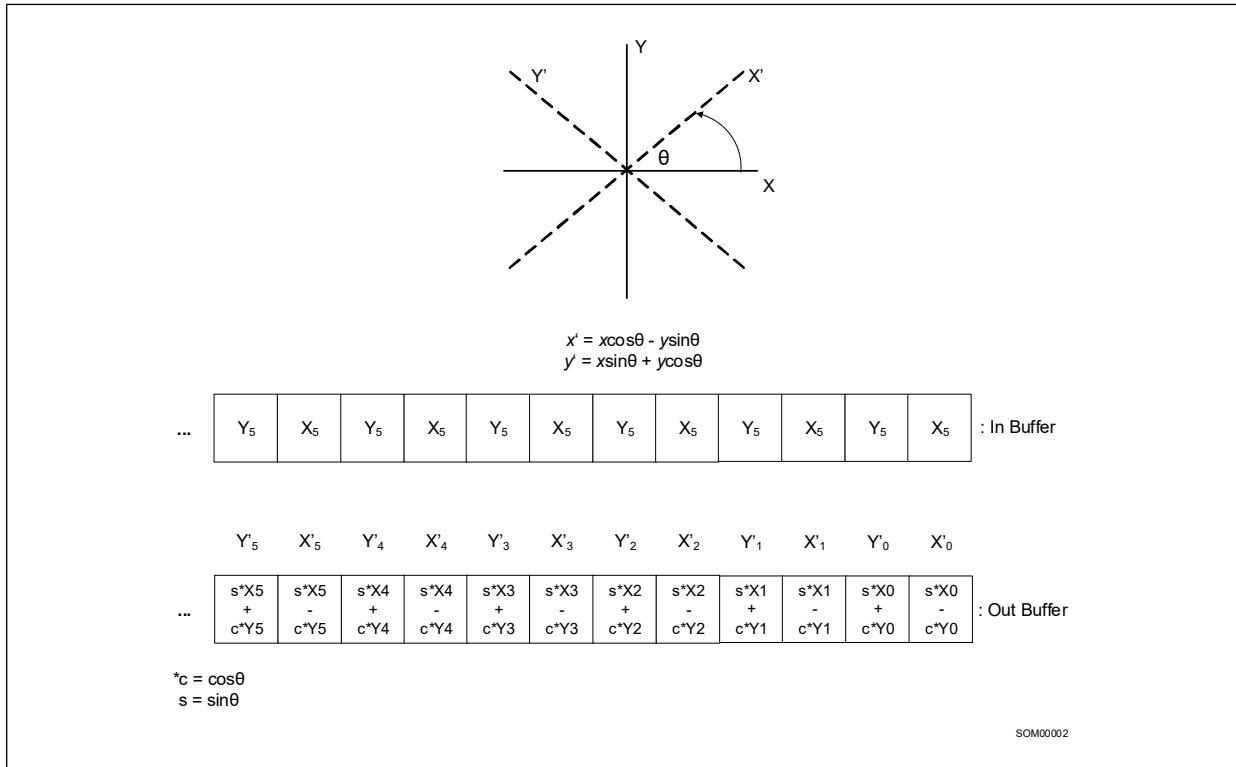 Y
Y’
X’
θ
X
x‘ = xcosθ - ysinθ
y‘ = xsinθ + ycosθ
... Y5 X5 Y5 X5 Y5 X5 Y5 X5 Y5 X5 Y5 X5 : In Buffer
Y’5 X’5 Y’4 X’4 Y’3 X’3 Y’2 X’2 Y’1 X’1 Y’0 X’0
s*X5 s*X5 s*X4 s*X4 s*X3 s*X3 s*X2 s*X2 s*X1 s*X1 s*X0 s*X0
... + - + - + - + - + - + - : Out Buffer
c*Y5 c*Y5 c*Y4 c*Y4 c*Y3 c*Y3 c*Y2 c*Y2 c*Y1 c*Y1 c*Y0 c*Y0
*c = cosθ
s = sinθ
SOM00002